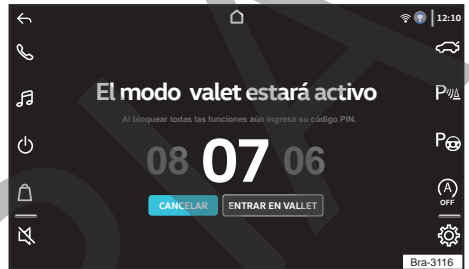 12:10
El modo valet estará activo
Al bloquear todas las funciones aún ingresa su código PIN.
08 07 06
CANCELAR ENTRAR EN VALLET
P
P
A
OFF
Bra-3116